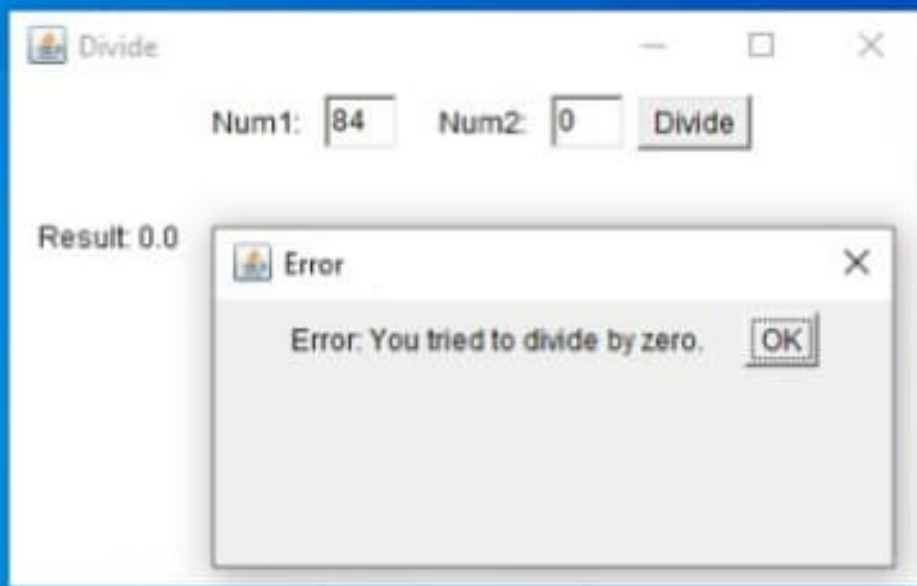 Divide
Num1: 84 Num2: 0 Divide
Result: 0.0
Error
Error: You tried to divide by zero. OK